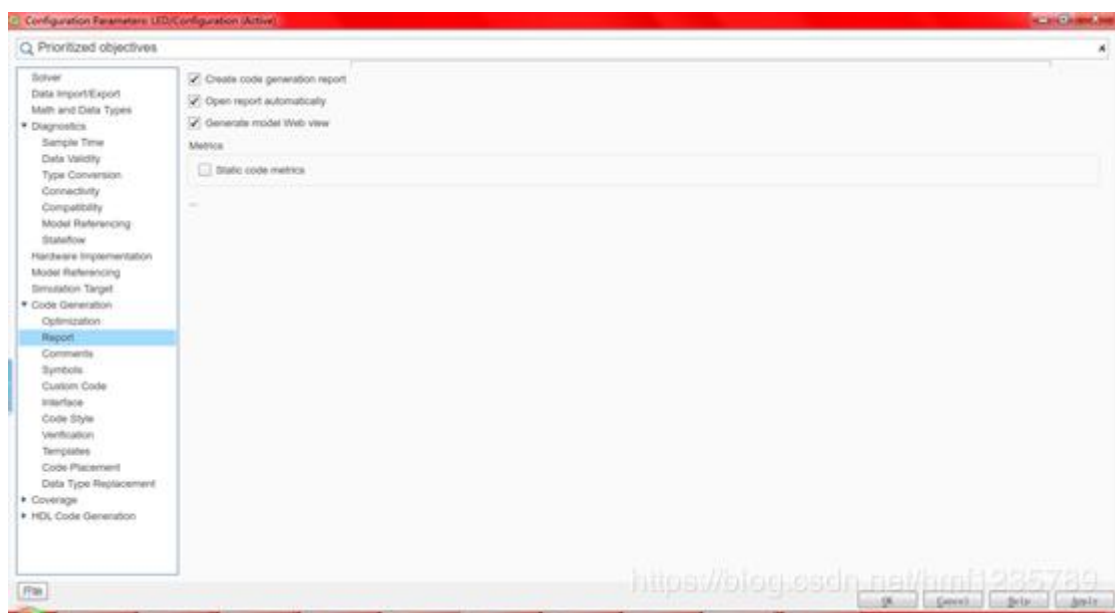 Configuration Parameters: LED/Configuration (Active)
Prioritized objectives
Solver
Data Import/Export
Math and Data Types
Diagnostics
Sample Time
Data Validity
Type Conversion
Connectivity
Compatibility
Model Referencing
Stateflow
Hardware Implementation
Model Referencing
Simulation Target
Code Generation
Optimization
Report
Comments
Symbols
Custom Code
Interface
Code Style
Verification
Templates
Code Placement
Data Type Replacement
Coverage
HDL Code Generation
Create code generation report
Open report automatically
Generate model Web view
Metrics
Static code metrics
...
OK Cancel Help Apply